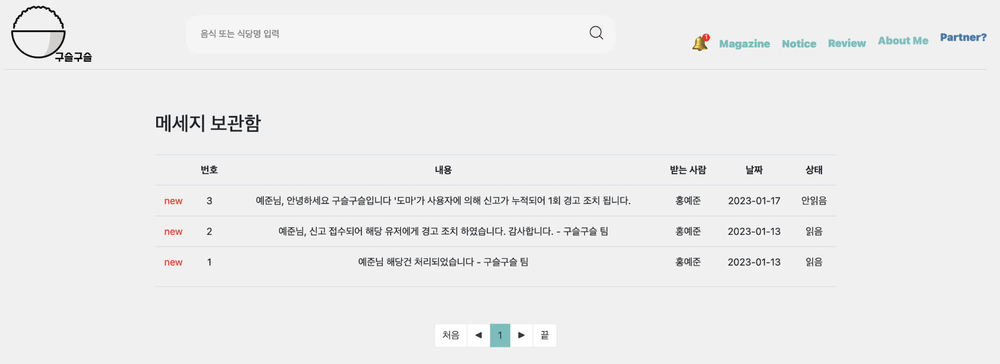 구슬구슬
음식 또는 식당명 입력
1
Magazine Notice Review About Me Partner?
메세지 보관함
번호 내용 받는 사람 날짜 상태
new 3 예준님, 안녕하세요 구슬구슬입니다 '도마'가 사용자에 의해 신고가 누적되어 1회 경고 조치 됩니다. 홍예준 2023-01-17 안읽음
new 2 예준님, 신고 접수되어 해당 유저에게 경고 조치 하였습니다. 감사합니다. - 구슬구슬 팀 홍예준 2023-01-13 읽음
new 1 예준님 해당건 처리되었습니다 - 구슬구슬 팀 홍예준 2023-01-13 읽음
처음 ◀ 1 ▶ 끝